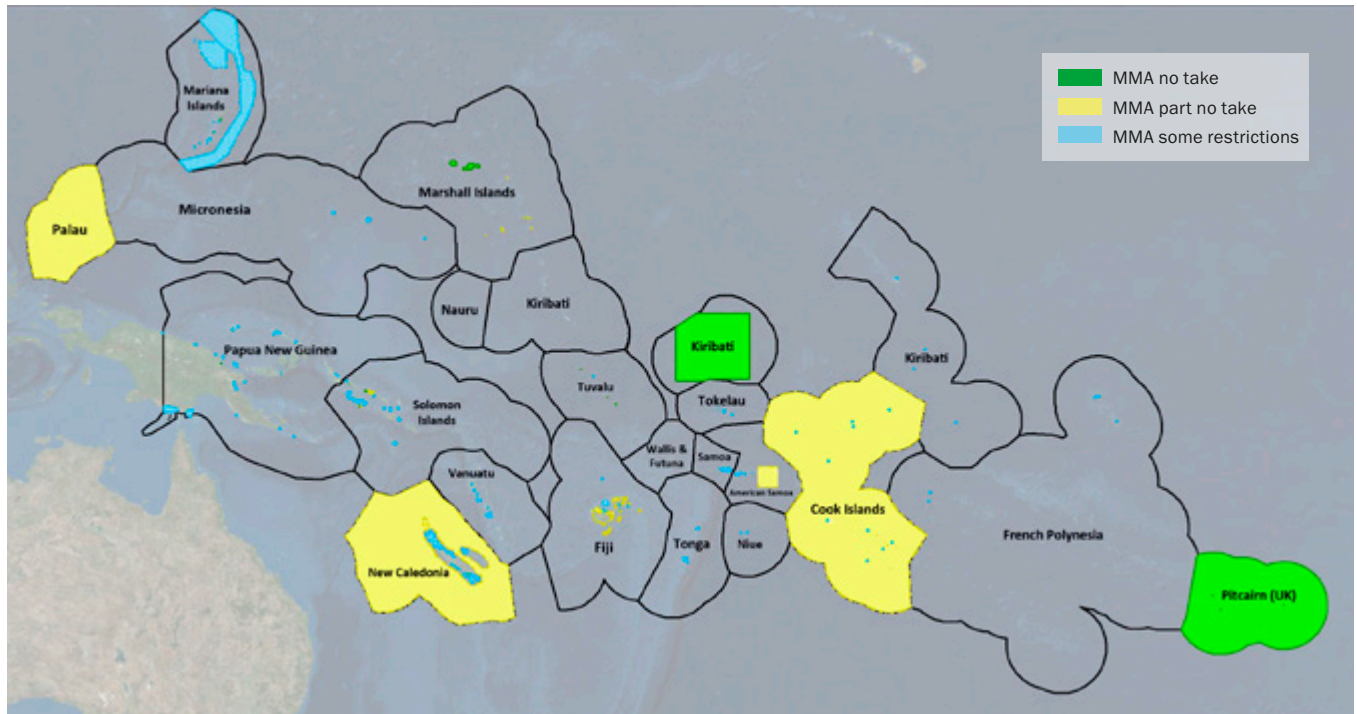 MMA no take
MMA part no take
MMA some restrictions
Mariana
Islands
Marshall Islands
Micronesia
Palau
Nauru
Kiribati
Kiribati
Kiribati
Papua New Guinea
Tuvalu
Tokelau
Solomon
Islands
Wallis &
Futuna
Samoa
Vanuatu
American Samoa
Cook Islands
Fiji
Tonga
Niue
French Polynesia
New Caledonia
Pitcairn (UK)